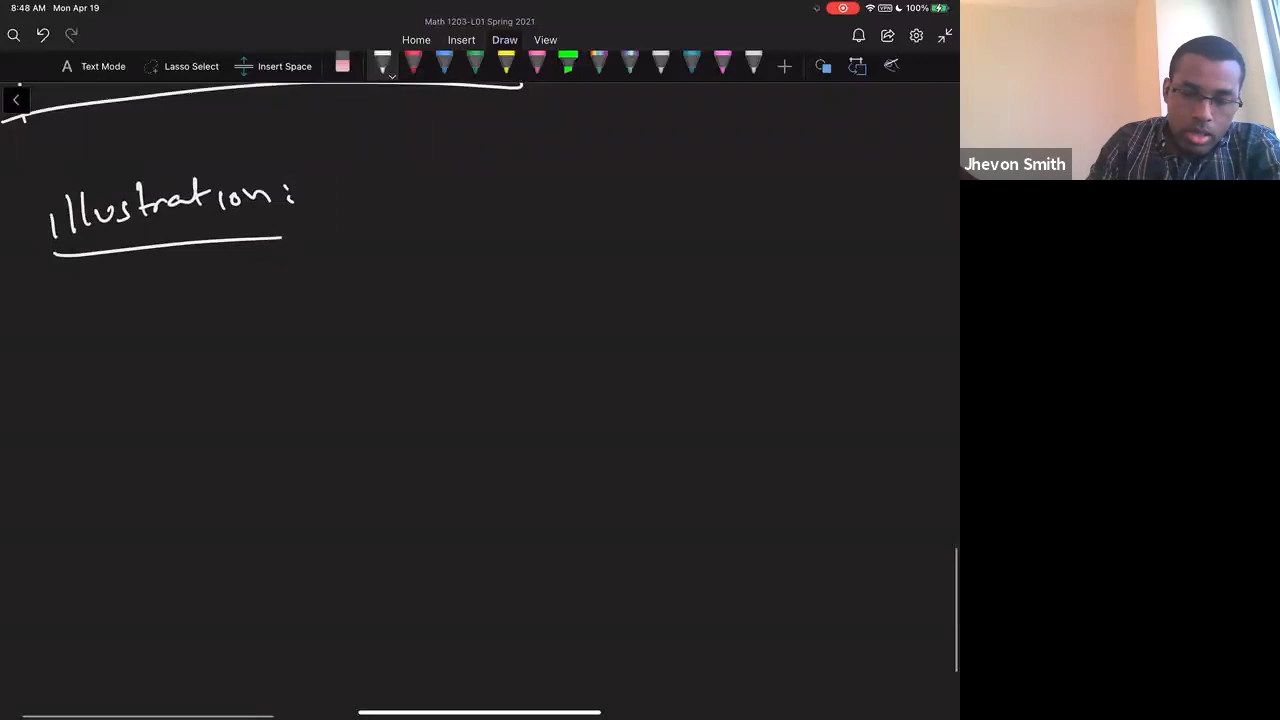 8:48 AM Mon Apr 19
VPN 100%
Math 1203-L01 Spring 2021
Home Insert Draw View
A Text Mode Lasso Select Insert Space
Jhevon Smith
Illustration: